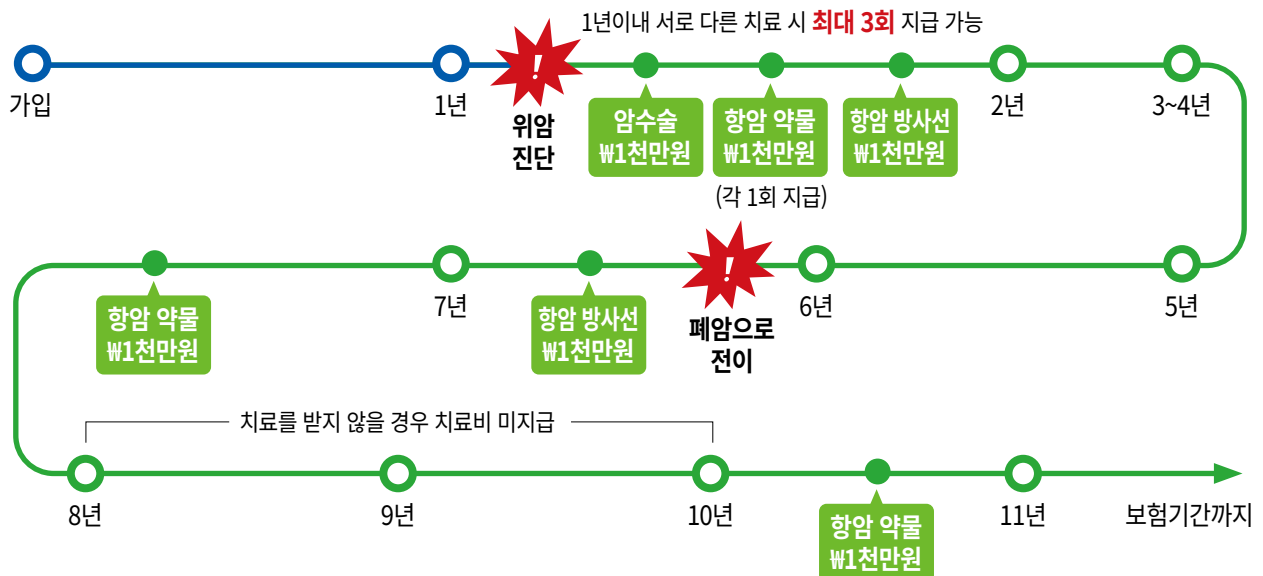 1년이내 서로 다른 치료 시 최대 3회 지급 가능
가입
1년
위암
진단
암수술
₩1천만원
항암 약물
₩1천만원
(각 1회 지급)
항암 방사선
₩1천만원
2년
3~4년
5년
6년
폐암으로
전이
항암 방사선
₩1천만원
7년
항암 약물
₩1천만원
치료를 받지 않을 경우 치료비 미지급
8년
9년
10년
항암 약물
₩1천만원
11년
보험기간까지